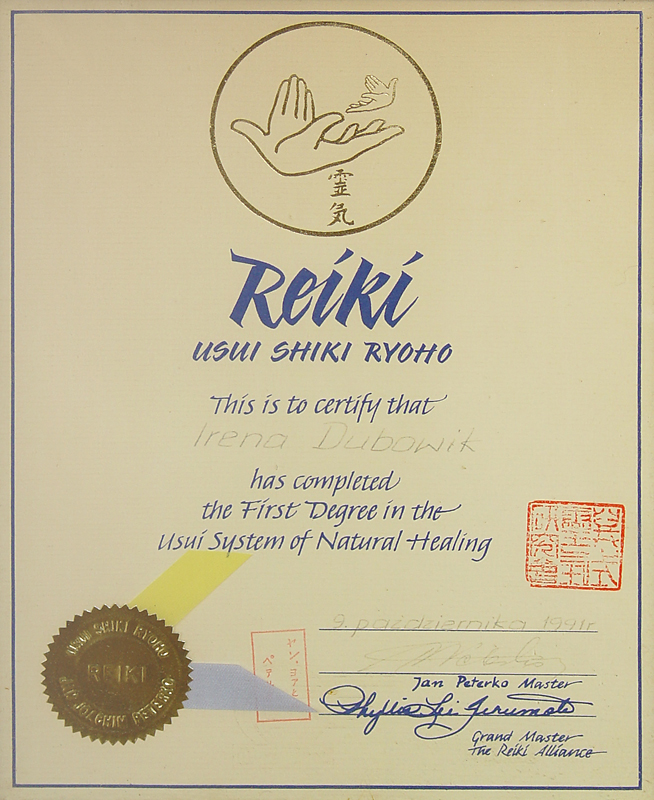 靈
気
Reiki
USUI SHIKI RYOHO
This is to certify that
Irena Dubowik
has completed
the First Degree in the
Usui System of Natural Healing
9. października 1991r
Jan Peterko Master
Phyllis Lei Furumoto
Grand Master
The Reiki Alliance
USUI SHIKI RYOHO
REIKI
PETERKO